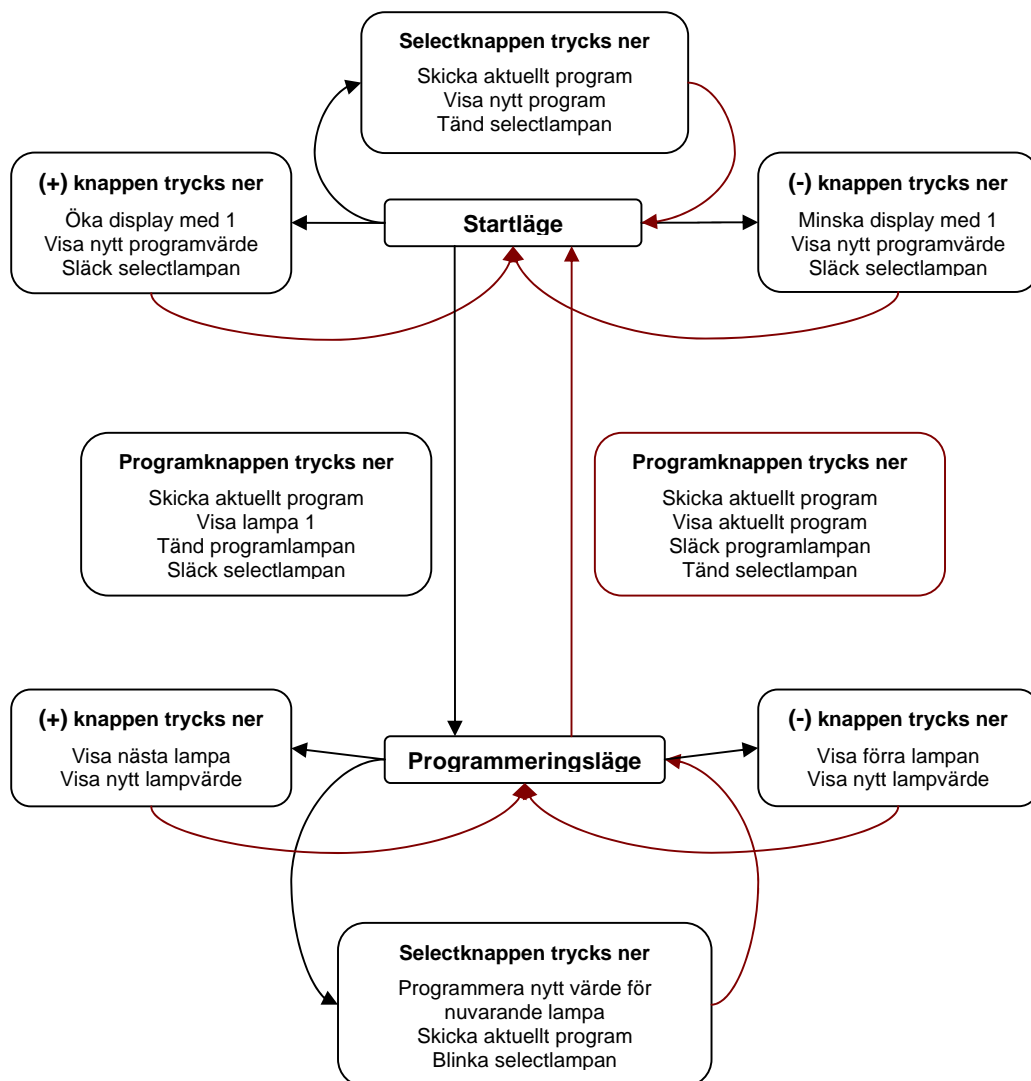 Selectknappen trycks ner
Skicka aktuellt program
Visa nytt program
Tänd selectlampan
(+) knappen trycks ner
Öka display med 1
Visa nytt programvärde
Släck selectlampan
Startläge
(-) knappen trycks ner
Minska display med 1
Visa nytt programvärde
Släck selectlampan
Programknappen trycks ner
Skicka aktuellt program
Visa lampa 1
Tänd programlampan
Släck selectlampan
Programknappen trycks ner
Skicka aktuellt program
Visa aktuellt program
Släck programlampan
Tänd selectlampan
(+) knappen trycks ner
Visa nästa lampa
Visa nytt lampvärde
Programmeringsläge
(-) knappen trycks ner
Visa förra lampan
Visa nytt lampvärde
Selectknappen trycks ner
Programmera nytt värde för
nuvarande lampa
Skicka aktuellt program
Blinka selectlampan